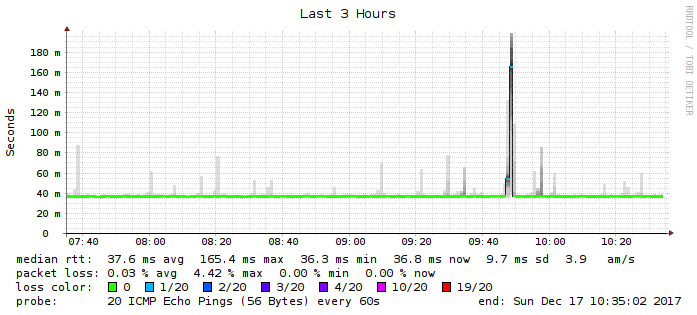 Last 3 Hours
RRDTOOL / TOBI OETIKER
Seconds
180 m
160 m
140 m
120 m
100 m
80 m
60 m
40 m
20 m
0
07:40 08:00 08:20 08:40 09:00 09:20 09:40 10:00 10:20
median rtt: 37.6 ms avg 165.4 ms max 36.3 ms min 36.8 ms now 9.7 ms sd 3.9 am/s
packet loss: 0.03 % avg 4.42 % max 0.00 % min 0.00 % now
loss color: 0 1/20 2/20 3/20 4/20 10/20 19/20
probe: 20 ICMP Echo Pings (56 Bytes) every 60s end: Sun Dec 17 10:35:02 2017